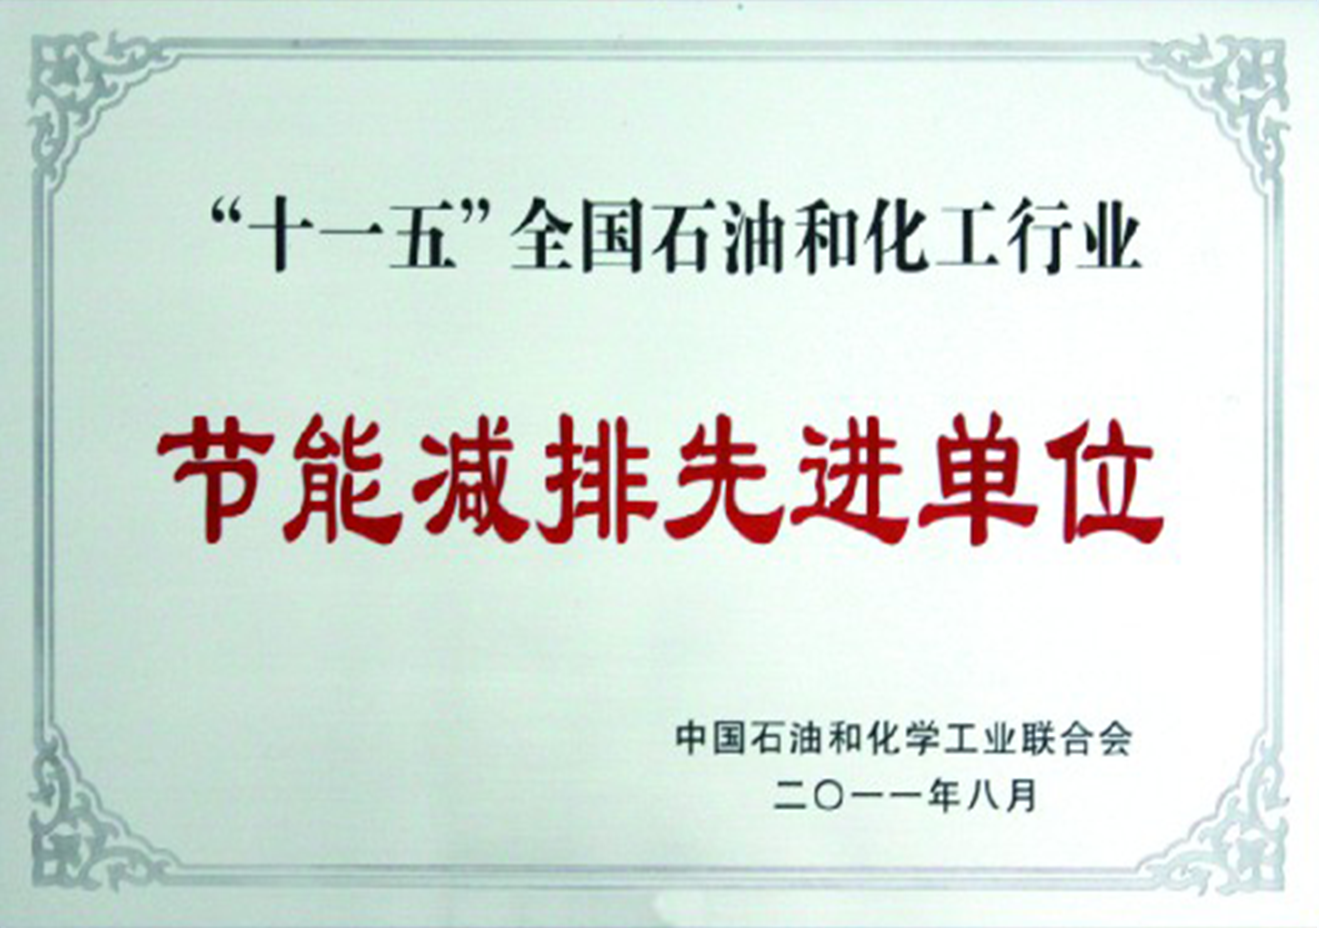 “十一五”全国石油和化工行业
节能减排先进单位
中国石油和化学工业联合会
二〇一一年八月